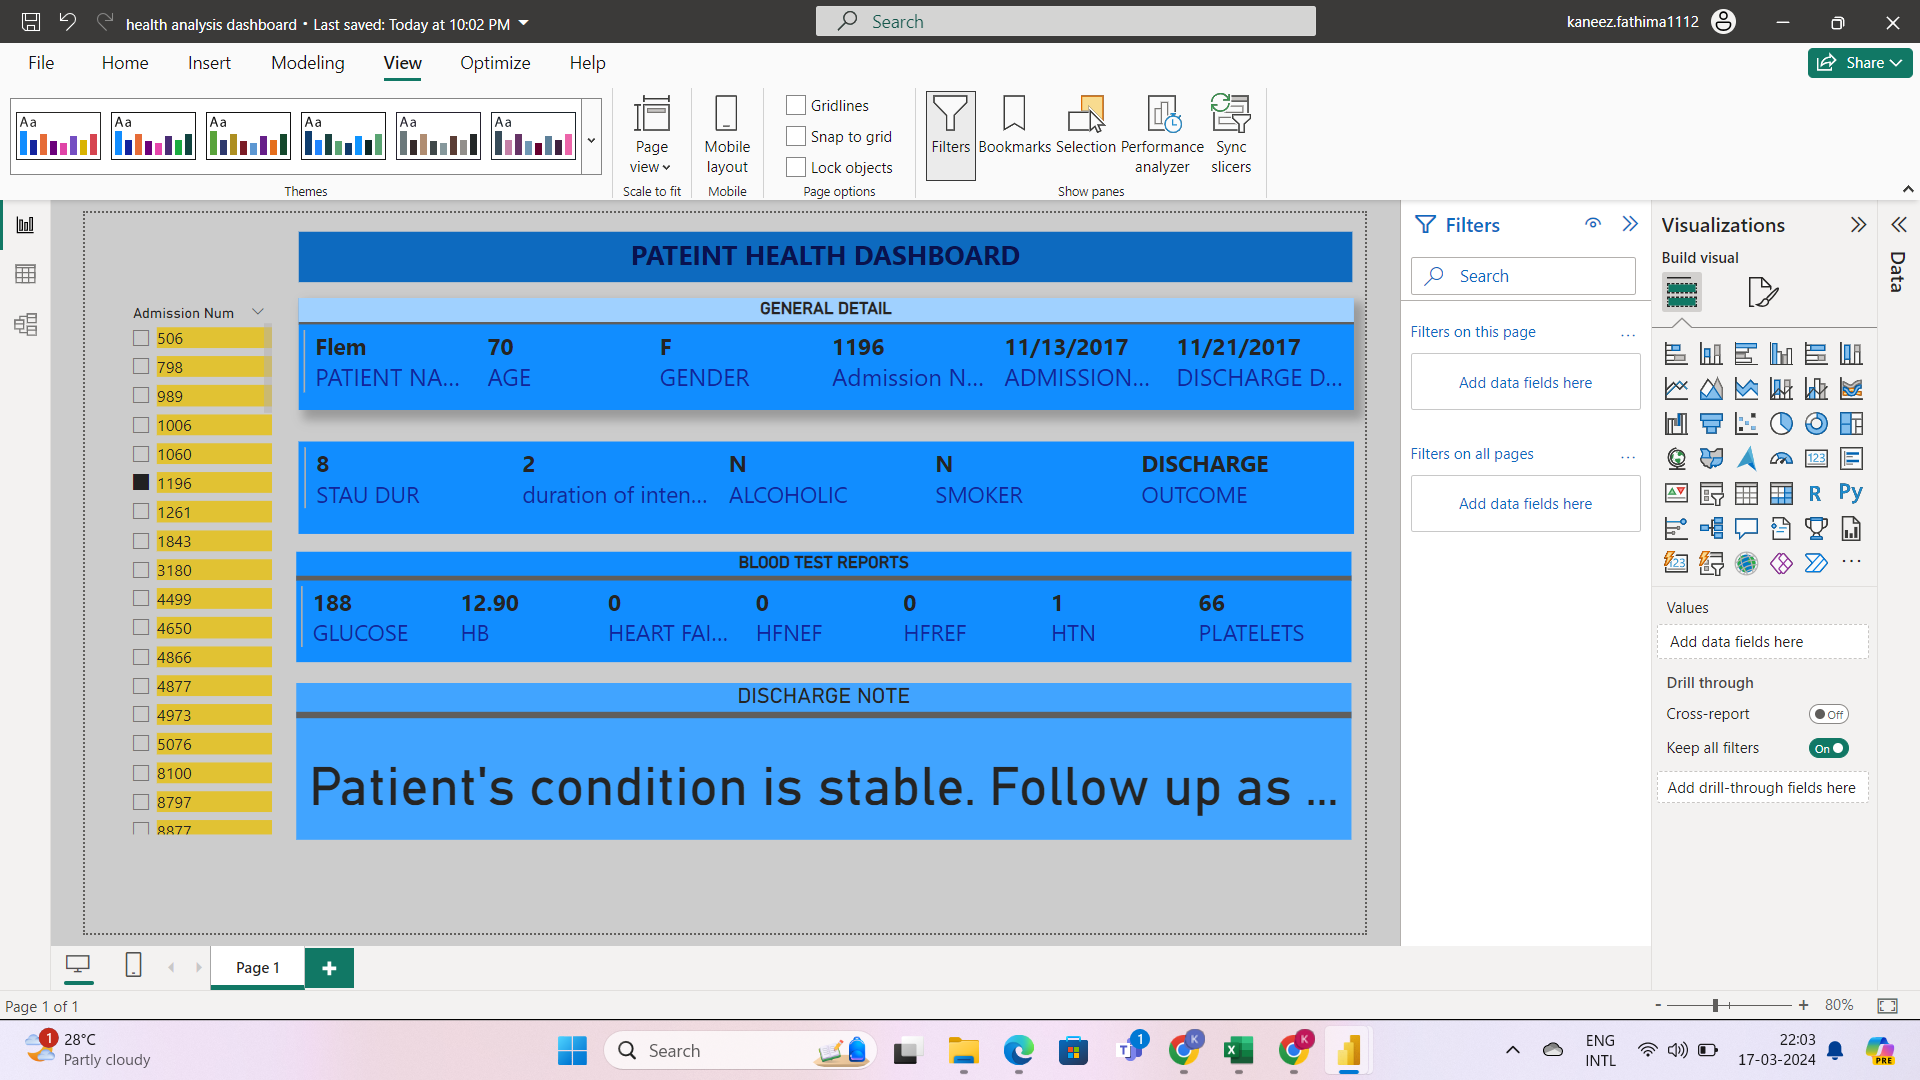 health analysis dashboard • Last saved: Today at 10:02 PM
Search
kaneez.fathima1112
File
Home
Insert
Modeling
View
Optimize
Help
Share
Aa
Aa
Aa
Aa
Aa
Aa
Themes
Page view
Scale to fit
Mobile layout
Mobile
Gridlines
Snap to grid
Lock objects
Page options
Filters
Bookmarks
Selection
Performance analyzer
Sync slicers
Show panes
PATEINT HEALTH DASHBOARD
Admission Num
506
798
989
1006
1060
1196
1261
1843
3180
4499
4650
4866
4877
4973
5076
8100
8797
8877
GENERAL DETAIL
Flem 70 F 1196 11/13/2017 11/21/2017
PATIENT NA... AGE GENDER Admission N... ADMISSION... DISCHARGE D...
8 2 N N DISCHARGE
STAU DUR duration of inten... ALCOHOLIC SMOKER OUTCOME
BLOOD TEST REPORTS
188 12.90 0 0 0 1 66
GLUCOSE HB HEART FAI... HFNEF HFREF HTN PLATELETS
DISCHARGE NOTE
Patient's condition is stable. Follow up as ...
Filters
Search
Filters on this page ...
Add data fields here
Filters on all pages ...
Add data fields here
Visualizations
Build visual
123
R
Py
123
...
Values
Add data fields here
Drill through
Cross-report Off
Keep all filters On
Add drill-through fields here
Data
Page 1
+
Page 1 of 1
- + 80%
1
28°C
Partly cloudy
Search
1
T
K
X
K
ENG
INTL
22:03
17-03-2024
PRE